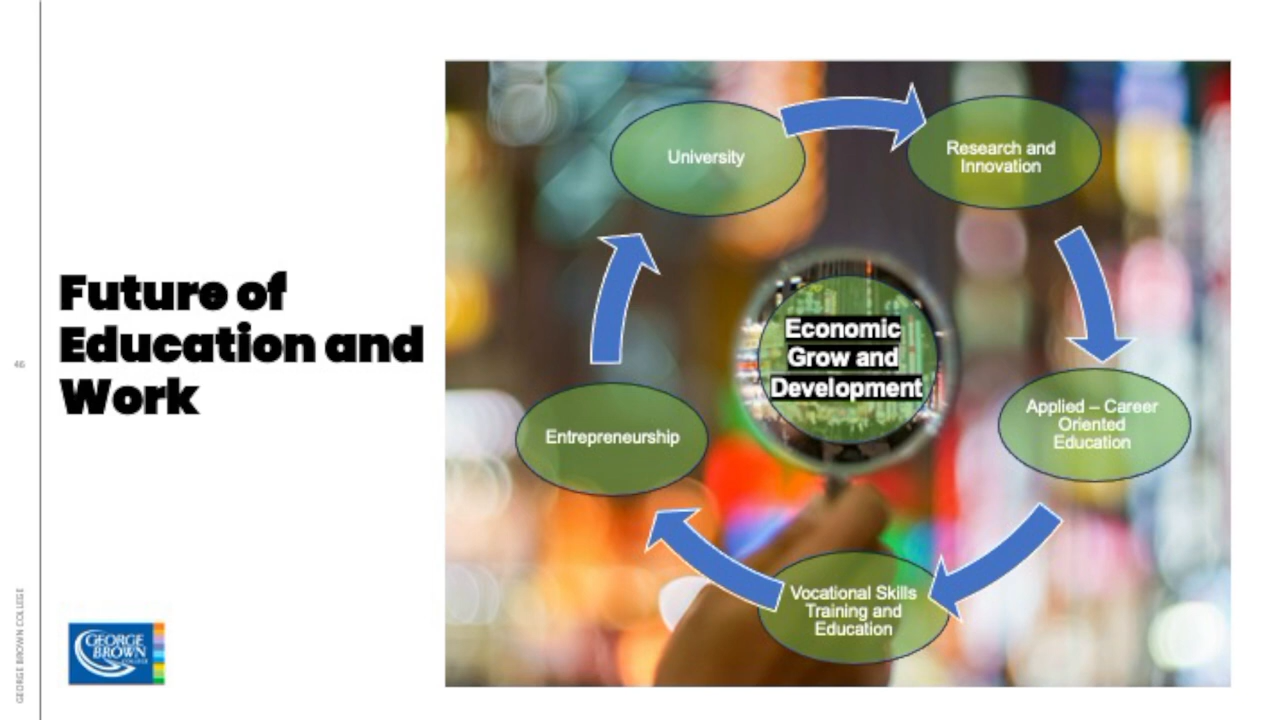 Future of
Education and
Work
46
GEORGE BROWN COLLEGE
GEORGE
BROWN
COLLEGE
University
Research and
Innovation
Applied – Career
Oriented
Education
Vocational Skills
Training and
Education
Entrepreneurship
Economic
Grow and
Development